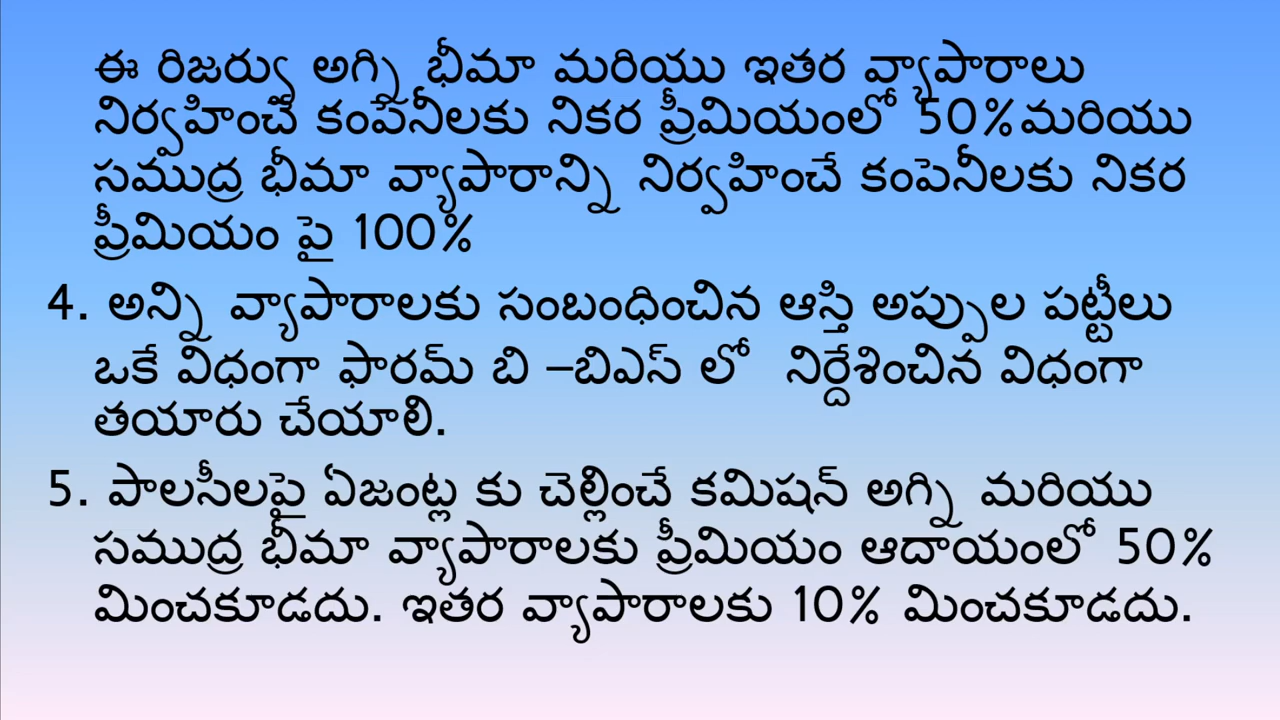 ఈ రిజర్వు అగ్ని భీమా మరియు ఇతర వ్యాపారాలు
నిర్వహించే కంపెనీలకు నికర ప్రీమియంలో 50%మరియు
సముద్ర భీమా వ్యాపారాన్ని నిర్వహించే కంపెనీలకు నికర
ప్రీమియం పై 100%
4. అన్ని వ్యాపారాలకు సంబంధించిన ఆస్తి అప్పుల పట్టీలు
ఒకే విధంగా ఫారమ్ బి –బిఎస్ లో నిర్దేశించిన విధంగా
తయారు చేయాలి.
5. పాలసీలపై ఏజంట్ల కు చెల్లించే కమిషన్ అగ్ని మరియు
సముద్ర భీమా వ్యాపారాలకు ప్రీమియం ఆదాయంలో 50%
మించకూడదు. ఇతర వ్యాపారాలకు 10% మించకూడదు.